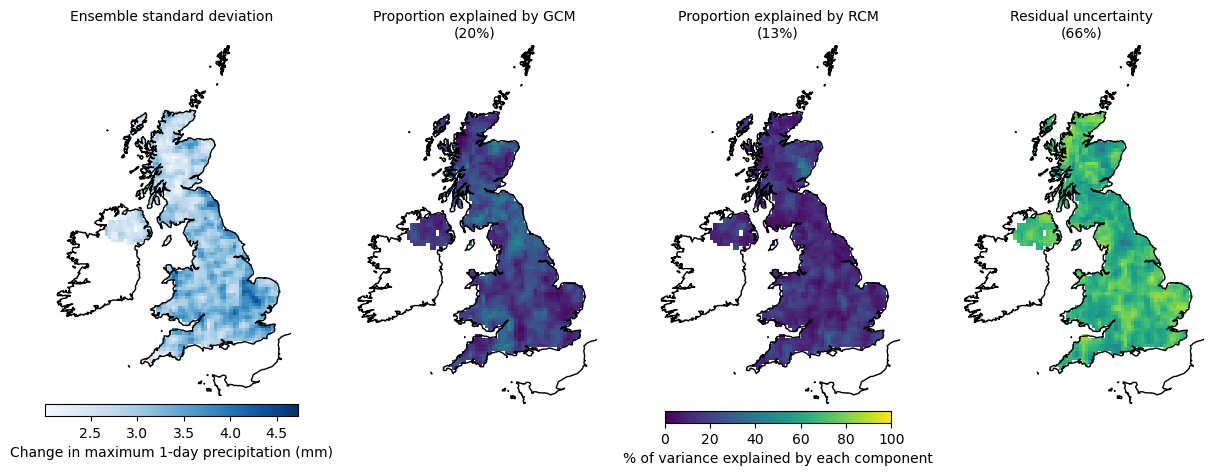 Ensemble standard deviation
Proportion explained by GCM
(20%)
Proportion explained by RCM
(13%)
Residual uncertainty
(66%)
2.5 3.0 3.5 4.0 4.5
Change in maximum 1-day precipitation (mm)
0 20 40 60 80 100
% of variance explained by each component